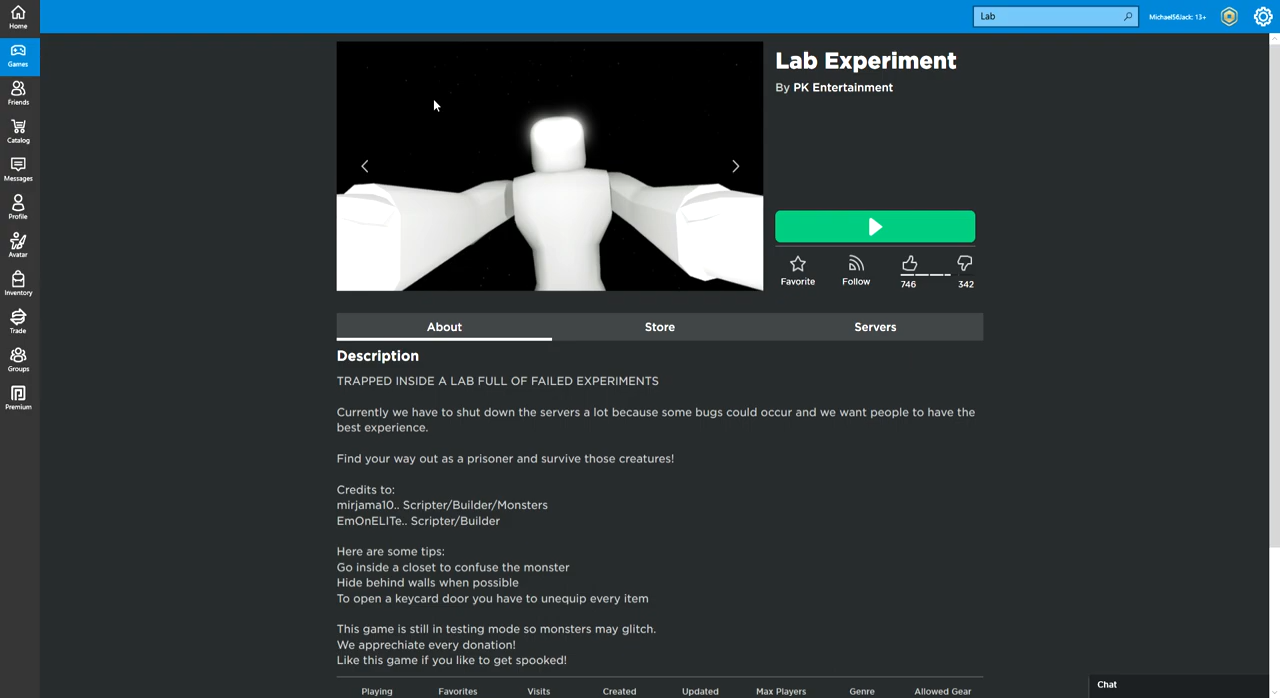 Home
Lab
Michael56Jack: 13+
Games
Friends
Catalog
Messages
Profile
Avatar
Inventory
Trade
Groups
Premium
Lab Experiment
By PK Entertainment
Favorite
Follow
746
342
About
Store
Servers
Description
TRAPPED INSIDE A LAB FULL OF FAILED EXPERIMENTS
Currently we have to shut down the servers a lot because some bugs could occur and we want people to have the
best experience.
Find your way out as a prisoner and survive those creatures!
Credits to:
mirjama10.. Scripter/Builder/Monsters
EmOnELITe.. Scripter/Builder
Here are some tips:
Go inside a closet to confuse the monster
Hide behind walls when possible
To open a keycard door you have to unequip every item
This game is still in testing mode so monsters may glitch.
We apprechiate every donation!
Like this game if you like to get spooked!
Playing
Favorites
Visits
Created
Updated
Max Players
Genre
Allowed Gear
Chat